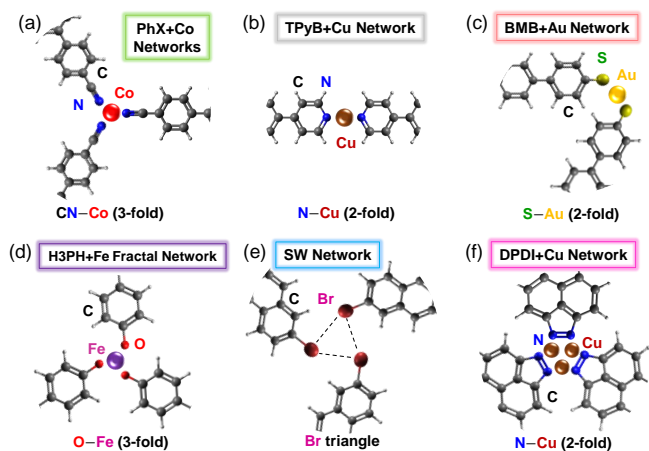 (a)
PhX+Co
Networks
C
Co
N
CN–Co (3-fold)
(b)
TPyB+Cu Network
C
N
Cu
N–Cu (2-fold)
(c)
BMB+Au Network
S
Au
C
S–Au (2-fold)
(d)
H3PH+Fe Fractal Network
C
Fe
O
O–Fe (3-fold)
(e)
SW Network
C
Br
Br triangle
(f)
DPDI+Cu Network
N
Cu
C
N–Cu (2-fold)